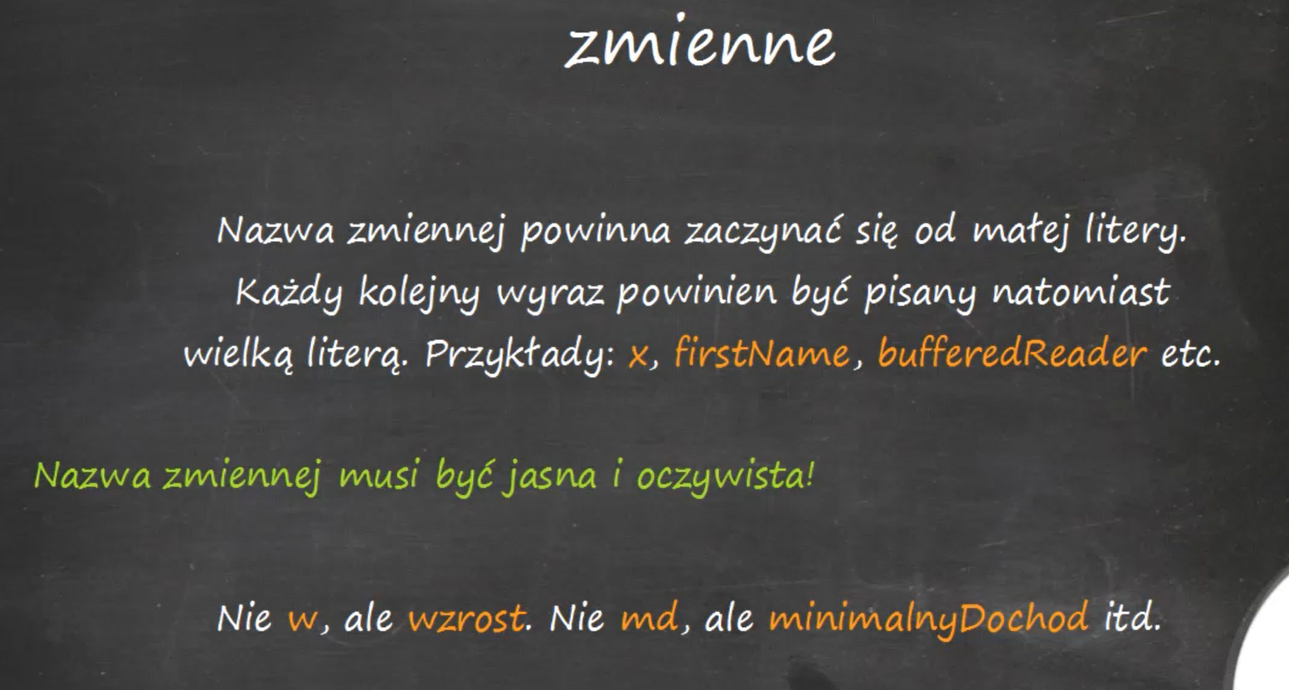 zmienne
Nazwa zmiennej powinna zaczynać się od małej litery.
Każdy kolejny wyraz powinien być pisany natomiast
wielką literą. Przykłady: x, firstName, bufferedReader etc.
Nazwa zmiennej musi być jasna i oczywista!
Nie w, ale wzrost. Nie md, ale minimalnyDochod itd.